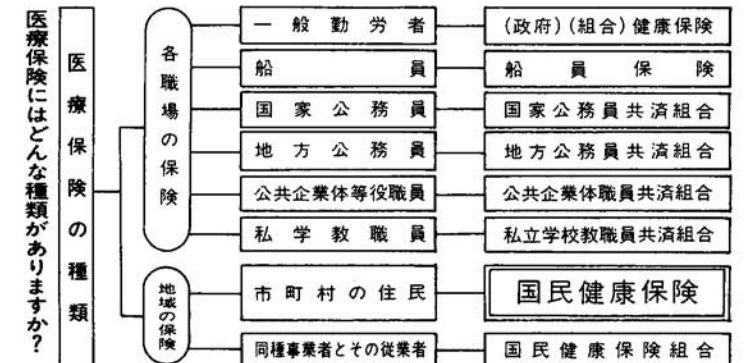 医療保険にはどんな種類がありますか？
医療保険の種類
各職場の保険
一般勤労者
(政府)(組合)健康保険
船員
船員保険
国家公務員
国家公務員共済組合
地方公務員
地方公務員共済組合
公共企業体等役職員
公共企業体職員共済組合
私学教職員
私立学校教職員共済組合
地域の保険
市町村の住民
国民健康保険
同種事業者とその従業者
国民健康保険組合